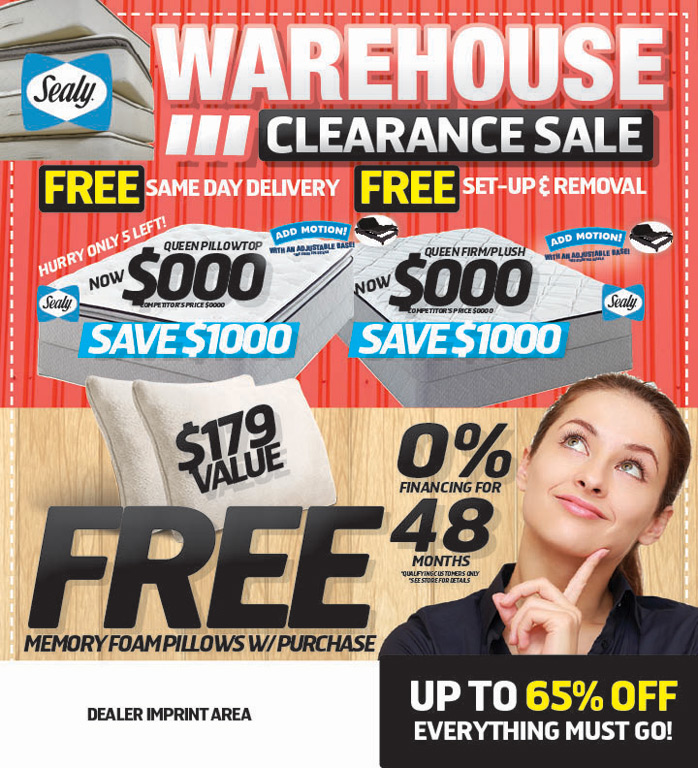 Sealy
WAREHOUSE
CLEARANCE SALE
FREE SAME DAY DELIVERY
FREE SET-UP & REMOVAL
HURRY ONLY 5 LEFT!
QUEEN PILLOWTOP
NOW $000
COMPETITOR'S PRICE $0000
ADD MOTION!
WITH AN ADJUSTABLE BASE!
Sealy
SAVE $1000
QUEEN FIRM/PLUSH
NOW $000
COMPETITOR'S PRICE $0000
ADD MOTION!
WITH AN ADJUSTABLE BASE!
Sealy
SAVE $1000
$179
VALUE
0%
FINANCING FOR
48
MONTHS
*QUALIFYING CUSTOMERS ONLY
*SEE STORE FOR DETAILS
FREE
MEMORY FOAM PILLOWS W/ PURCHASE
DEALER IMPRINT AREA
UP TO 65% OFF
EVERYTHING MUST GO!